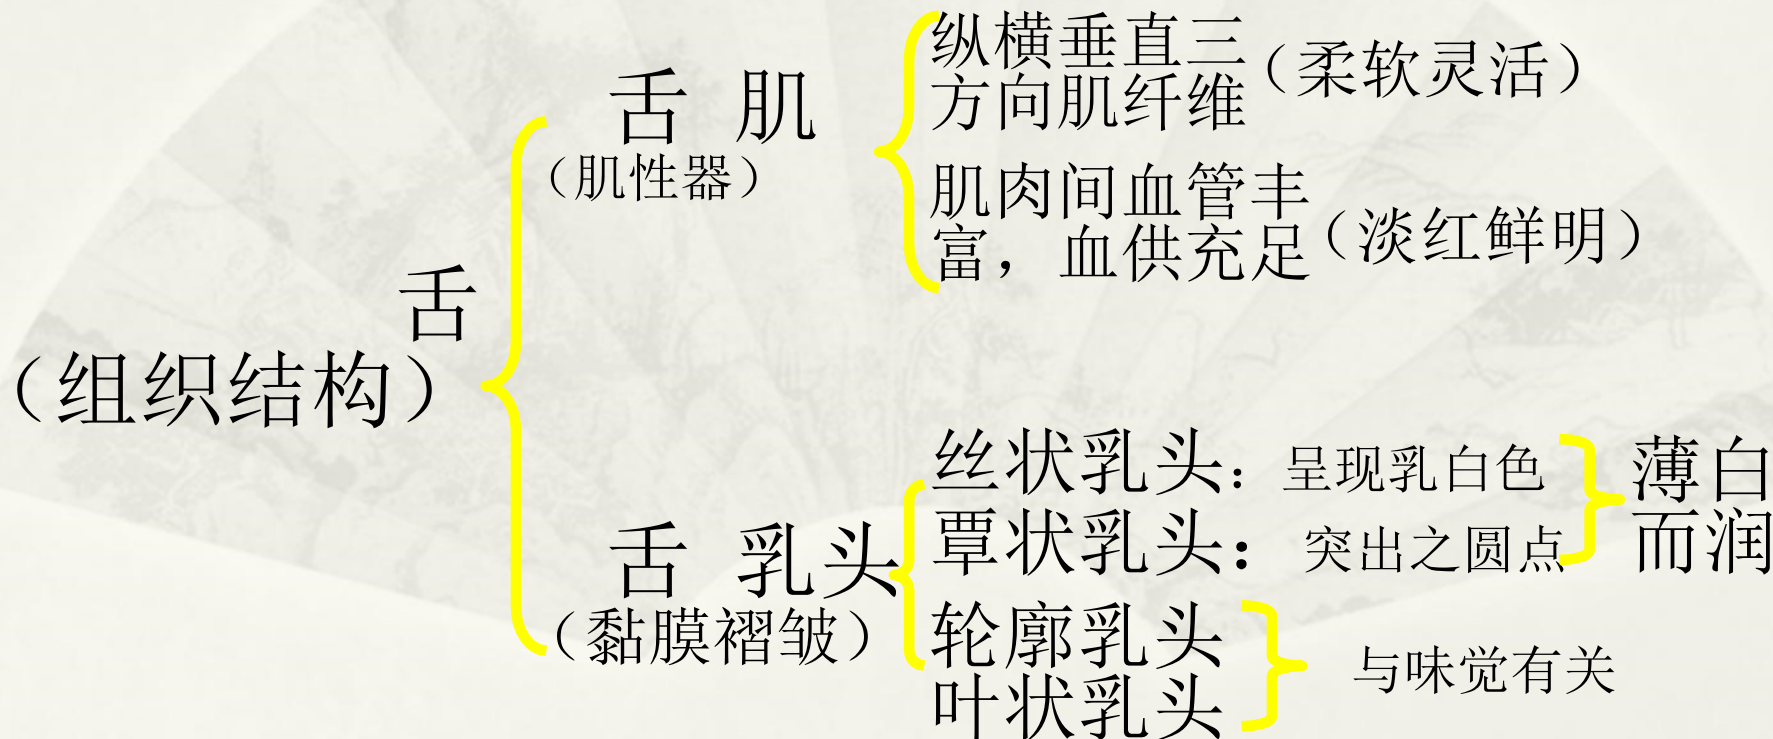 舌
（组织结构）
舌 肌
（肌性器）
纵横垂直三
方向肌纤维
（柔软灵活）
肌肉间血管丰
富，血供充足
（淡红鲜明）
舌 乳头
（黏膜褶皱）
丝状乳头：呈现乳白色
覃状乳头：突出之圆点
薄白
而润
轮廓乳头
叶状乳头
与味觉有关